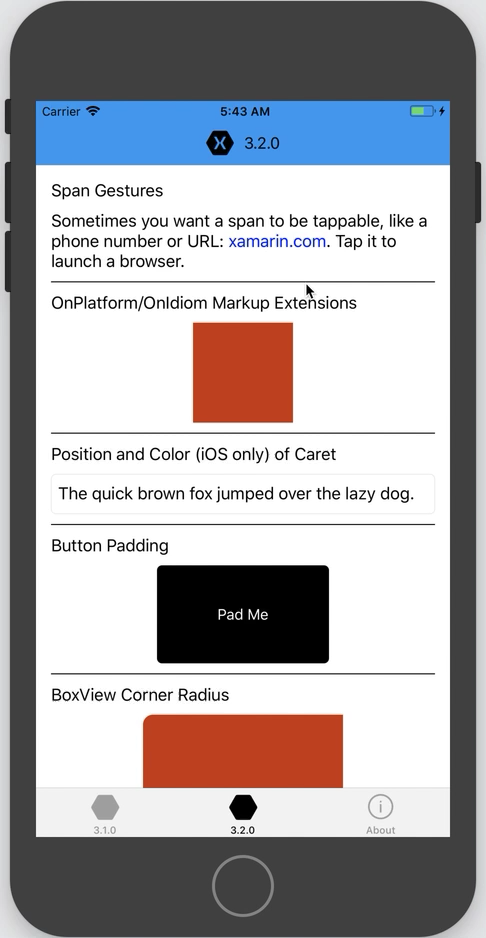 Carrier 5:43 AM
3.2.0
Span Gestures
Sometimes you want a span to be tappable, like a
phone number or URL: xamarin.com. Tap it to
launch a browser.
OnPlatform/OnIdiom Markup Extensions
Position and Color (iOS only) of Caret
The quick brown fox jumped over the lazy dog.
Button Padding
Pad Me
BoxView Corner Radius
3.1.0 3.2.0 About